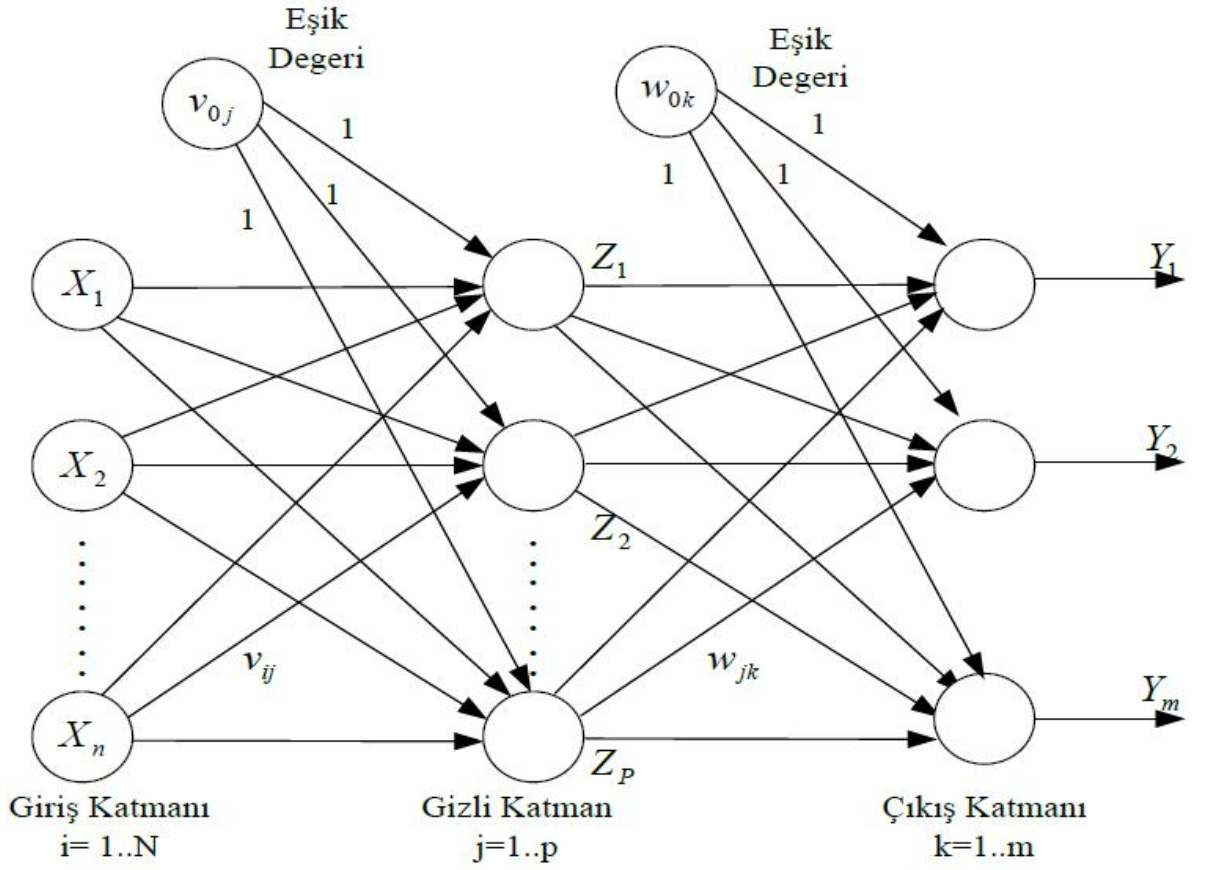 Eşik
Degeri
v0j
1
1
1
Eşik
Degeri
w0k
1
1
1
X1
Z1
Y1
X2
Z2
Y2
vij
wjk
Xn
ZP
Ym
Giriş Katmanı
i= 1..N
Gizli Katman
j=1..p
Çıkış Katmanı
k=1..m